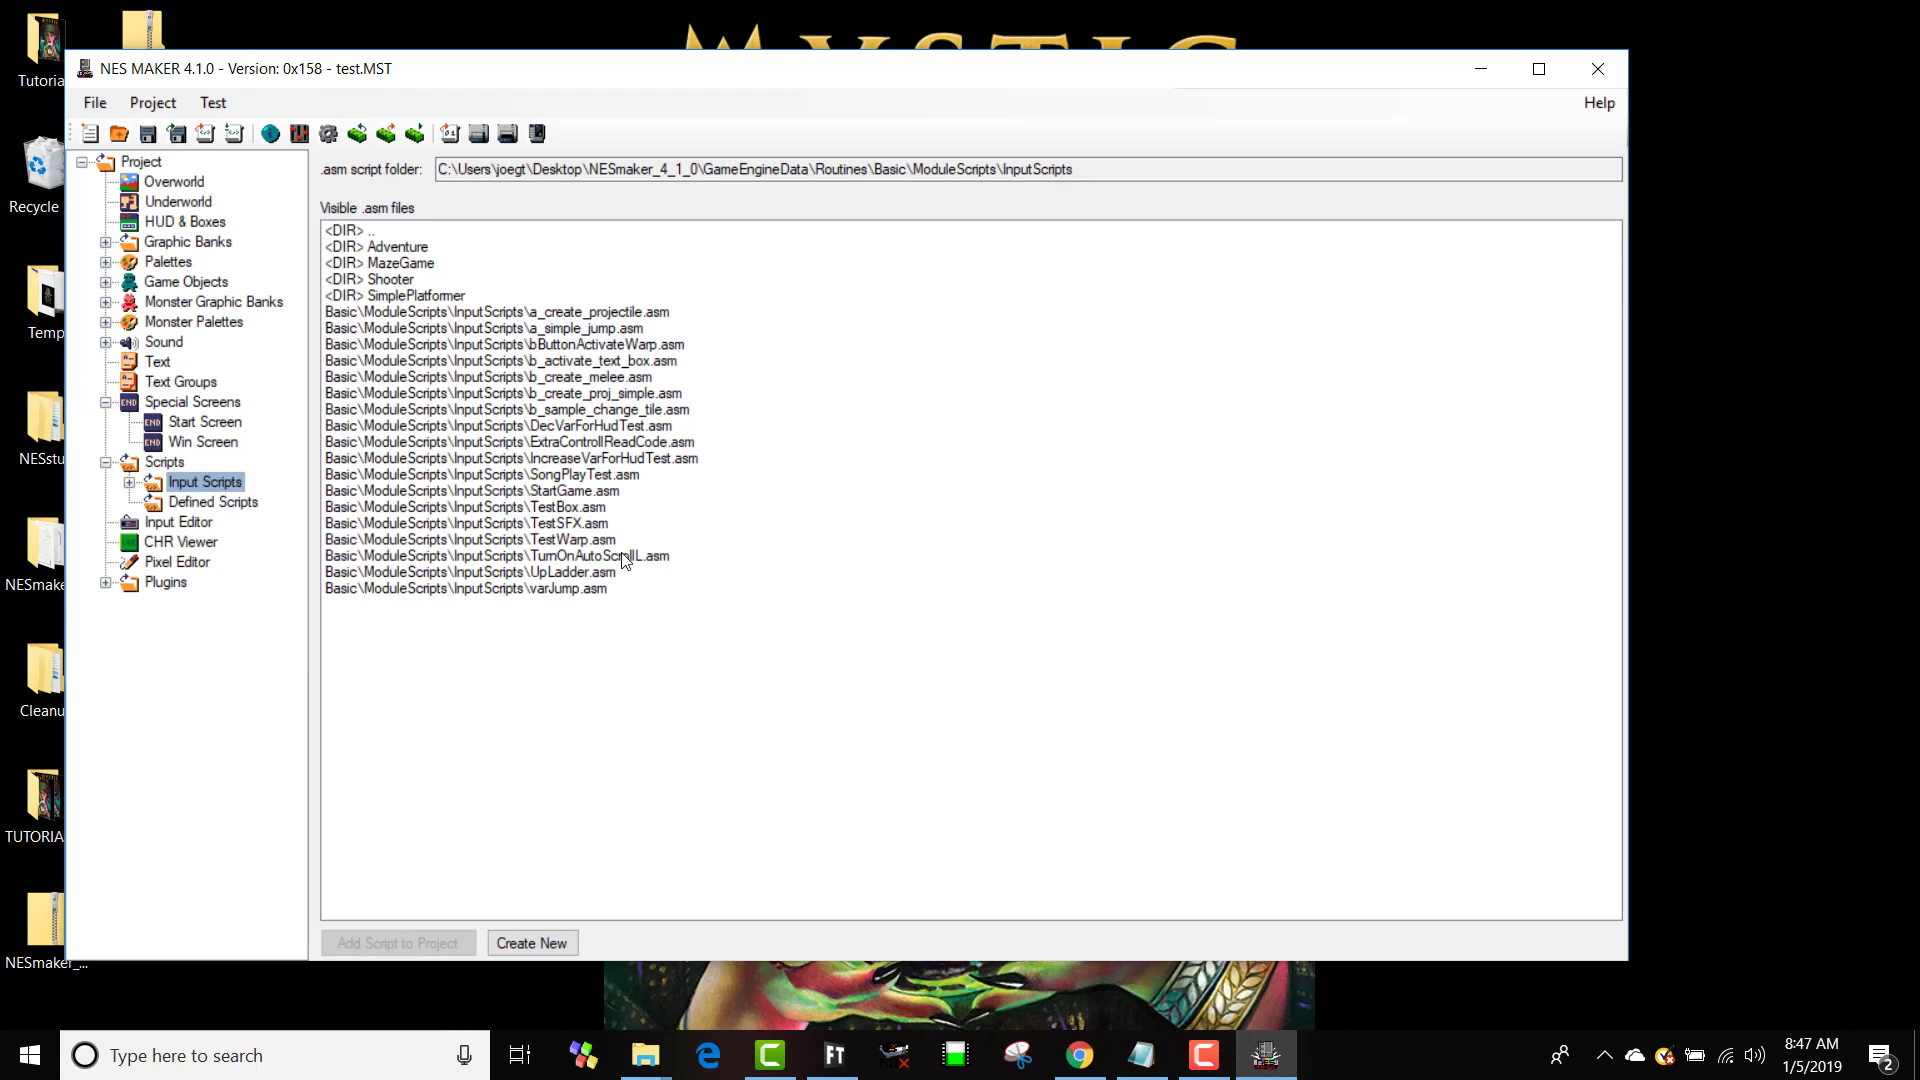 MYSTIC
Tutoria
Recycle
Temp
NESstu
NESmake
Cleanu
TUTORIA
NESmaker_...
NES MAKER 4.1.0 - Version: 0x158 - test.MST
File Project Test Help
Project
Overworld
Underworld
HUD & Boxes
Graphic Banks
Palettes
Game Objects
Monster Graphic Banks
Monster Palettes
Sound
Text
Text Groups
Special Screens
Start Screen
Win Screen
Scripts
Input Scripts
Defined Scripts
Input Editor
CHR Viewer
Pixel Editor
Plugins
.asm script folder: C:\Users\joegt\Desktop\NESmaker_4_1_0\GameEngineData\Routines\Basic\ModuleScripts\InputScripts
Visible .asm files
<DIR> ..
<DIR> Adventure
<DIR> MazeGame
<DIR> Shooter
<DIR> SimplePlatformer
Basic\ModuleScripts\InputScripts\a_create_projectile.asm
Basic\ModuleScripts\InputScripts\a_simple_jump.asm
Basic\ModuleScripts\InputScripts\bButtonActivateWarp.asm
Basic\ModuleScripts\InputScripts\b_activate_text_box.asm
Basic\ModuleScripts\InputScripts\b_create_melee.asm
Basic\ModuleScripts\InputScripts\b_create_proj_simple.asm
Basic\ModuleScripts\InputScripts\b_sample_change_tile.asm
Basic\ModuleScripts\InputScripts\DecVarForHudTest.asm
Basic\ModuleScripts\InputScripts\ExtraControllReadCode.asm
Basic\ModuleScripts\InputScripts\IncreaseVarForHudTest.asm
Basic\ModuleScripts\InputScripts\SongPlayTest.asm
Basic\ModuleScripts\InputScripts\StartGame.asm
Basic\ModuleScripts\InputScripts\TestBox.asm
Basic\ModuleScripts\InputScripts\TestSFX.asm
Basic\ModuleScripts\InputScripts\TestWarp.asm
Basic\ModuleScripts\InputScripts\TurnOnAutoScrollL.asm
Basic\ModuleScripts\InputScripts\UpLadder.asm
Basic\ModuleScripts\InputScripts\varJump.asm
Add Script to Project Create New
Type here to search
FT
8:47 AM
1/5/2019
2